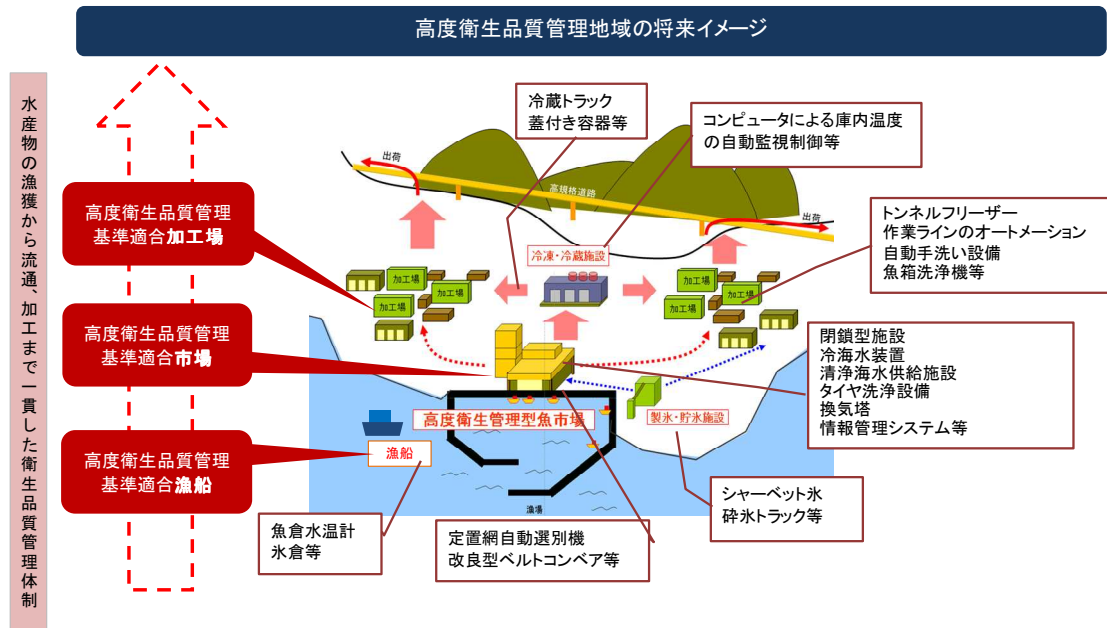 高度衛生品質管理地域の将来イメージ
水産物の漁獲から流通、加工まで一貫した衛生品質管理体制
冷蔵トラック
蓋付き容器等
コンピュータによる庫内温度
の自動監視制御等
出荷
高規格道路
出荷
高度衛生品質管理
基準適合加工場
トンネルフリーザー
作業ラインのオートメーション
自動手洗い設備
魚箱洗浄機等
冷凍・冷蔵施設
加工場
加工場
加工場
加工場
加工場
加工場
高度衛生品質管理
基準適合市場
閉鎖型施設
冷海水装置
清浄海水供給施設
タイヤ洗浄設備
換気塔
情報管理システム等
高度衛生管理型魚市場
製氷・貯氷施設
高度衛生品質管理
基準適合漁船
漁船
漁場
シャーベット氷
砕氷トラック等
魚倉水温計
氷倉等
定置網自動選別機
改良型ベルトコンベア等